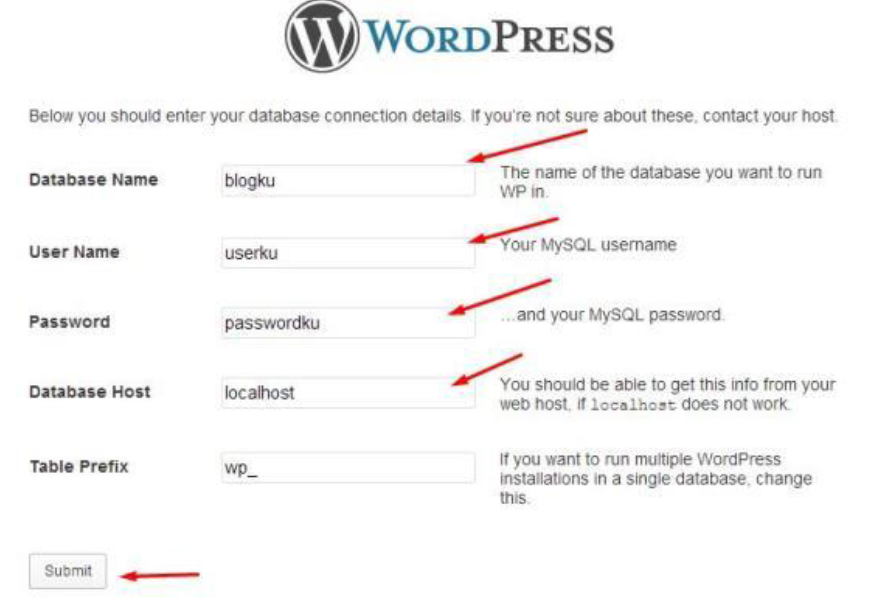 WORDPRESS
Below you should enter your database connection details. If you're not sure about these, contact your host.
Database Name
blogku
The name of the database you want to run
WP in.
User Name
userku
Your MySQL username
Password
passwordku
...and your MySQL password.
Database Host
localhost
You should be able to get this info from your
web host, if localhost does not work.
Table Prefix
wp_
If you want to run multiple WordPress
installations in a single database, change
this.
Submit